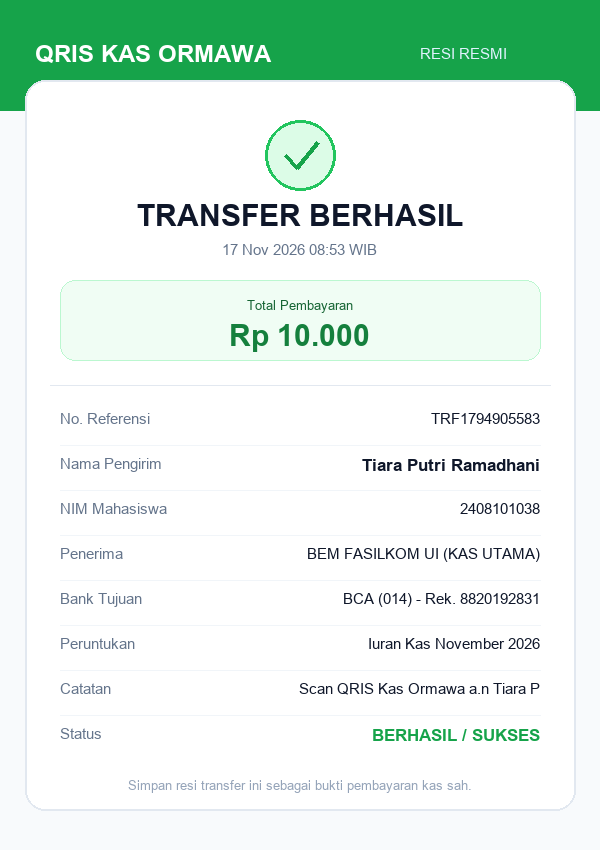 QRIS KAS ORMAWA RESI RESMI
TRANSFER BERHASIL
17 Nov 2026 08:53 WIB
Total Pembayaran
Rp 10.000
No. Referensi TRF1794905583
Nama Pengirim Tiara Putri Ramadhani
NIM Mahasiswa 2408101038
Penerima BEM FASILKOM UI (KAS UTAMA)
Bank Tujuan BCA (014) - Rek. 8820192831
Peruntukan Iuran Kas November 2026
Catatan Scan QRIS Kas Ormawa a.n Tiara P
Status BERHASIL / SUKSES
Simpan resi transfer ini sebagai bukti pembayaran kas sah.